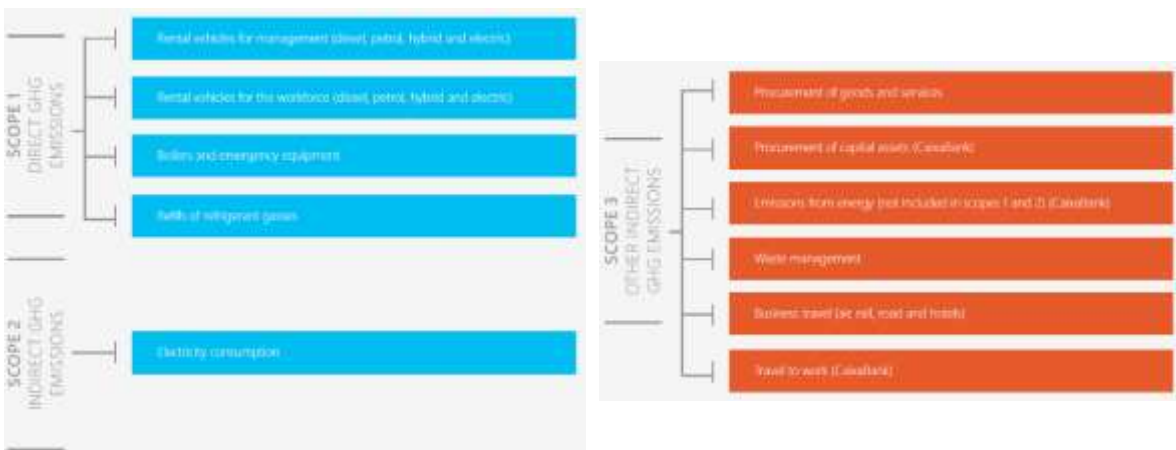 SCOPE 1
DIRECT GHG
EMISSIONS
Rental vehicles for management (diesel, petrol, hybrid and electric)
Rental vehicles for the workforce (diesel, petrol, hybrid and electric)
Boilers and emergency equipment
Refills of refrigerant gasses
SCOPE 2
INDIRECT GHG
EMISSIONS
Electricity consumption
SCOPE 3
OTHER INDIRECT
GHG EMISSIONS
Procurement of goods and services
Procurement of capital assets (CaixaBank)
Emissions from energy (not included in scopes 1 and 2) (CaixaBank)
Waste management
Business travel (air, rail, road and hotels)
Travel to work (CaixaBank)